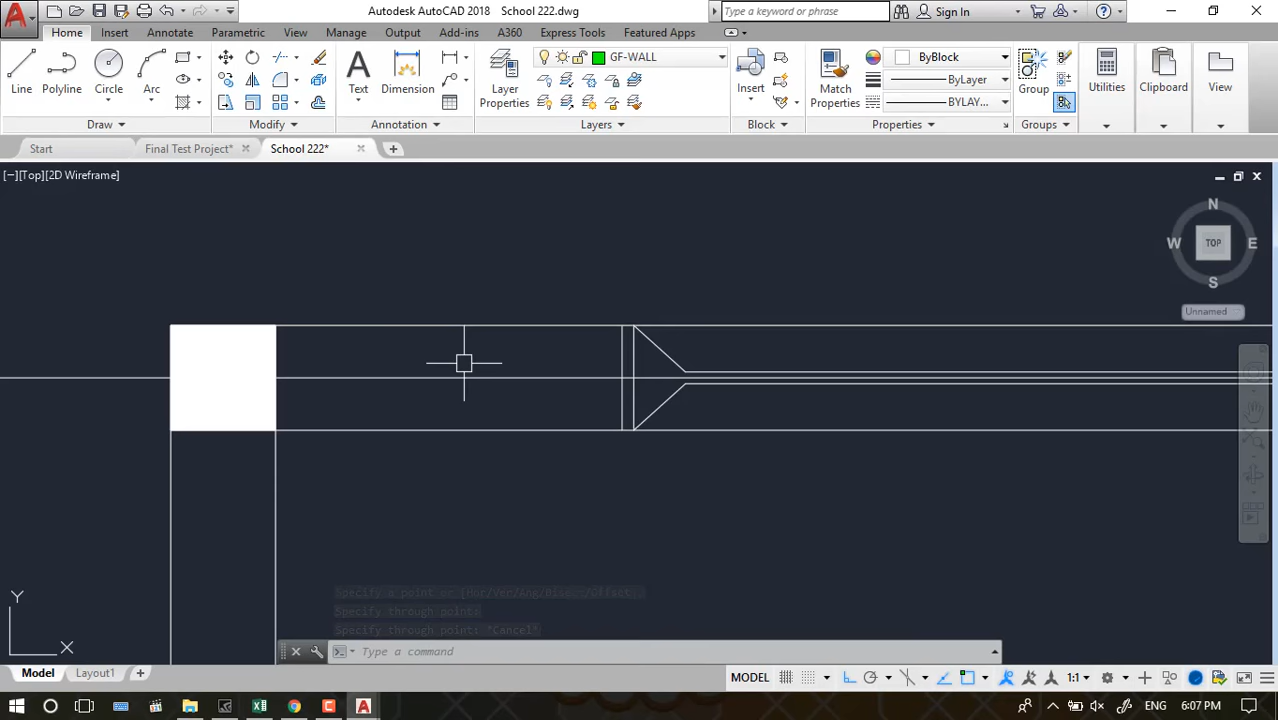 Autodesk AutoCAD 2018 School 222.dwg
Type a keyword or phrase
Sign In
Home Insert Annotate Parametric View Manage Output Add-ins A360 Express Tools Featured Apps
Line Polyline Circle Arc
Text Dimension
Layer Properties
GF-WALL
Insert
Match Properties
ByBlock
ByLayer
BYLAY...
Group
Utilities
Clipboard
View
Draw Modify Annotation Layers Block Properties Groups
Start Final Test Project* School 222*
[−][Top][2D Wireframe]
N
W TOP E
S
Unnamed
Specify through point:
Specify through point: *Cancel*
Y
X
Type a command
Model Layout1
MODEL 1:1
ENG 6:07 PM